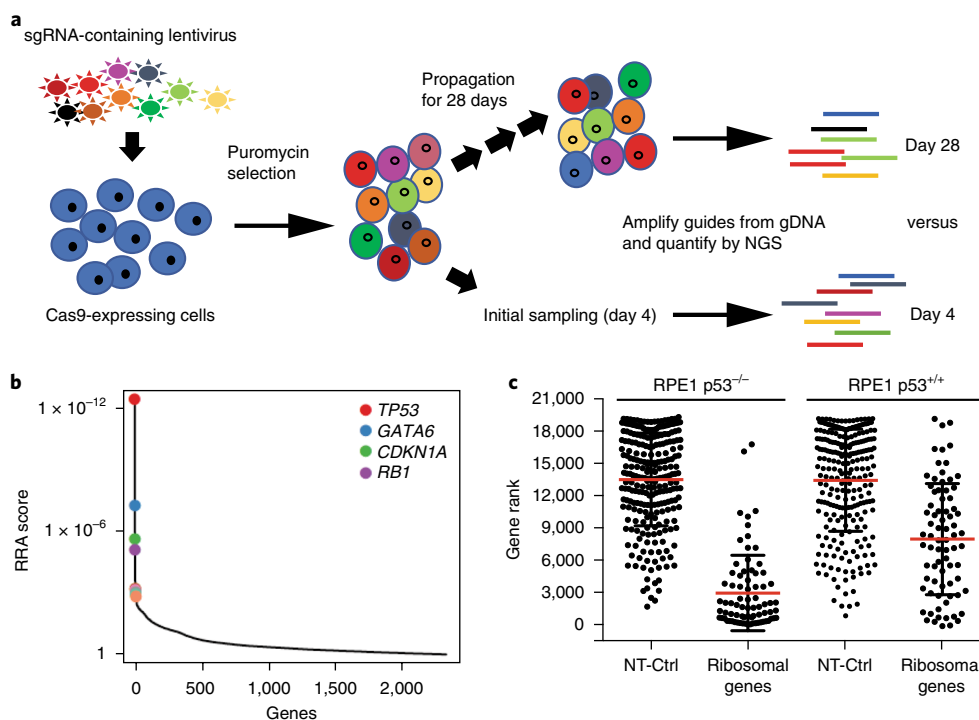 a
sgRNA-containing lentivirus
Puromycin
selection
Cas9-expressing cells
Propagation
for 28 days
Initial sampling (day 4)
Amplify guides from gDNA
and quantify by NGS
Day 28
versus
Day 4
b
RRA score
1 × 10⁻¹²
1 × 10⁻⁶
1
0
500
1,000
1,500
2,000
Genes
TP53
GATA6
CDKN1A
RB1
c
RPE1 p53⁻/⁻
RPE1 p53⁺/⁺
Gene rank
21,000
18,000
15,000
12,000
9,000
6,000
3,000
0
NT-Ctrl
Ribosomal
genes
NT-Ctrl
Ribosomal
genes